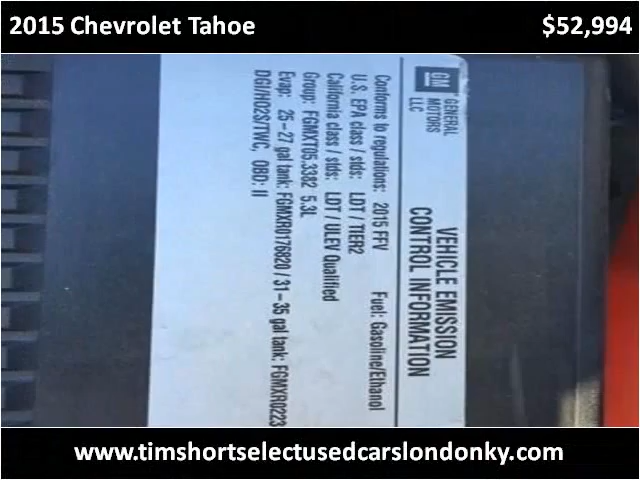 2015 Chevrolet Tahoe
$52,994
GM
GENERAL
MOTORS
LLC
VEHICLE EMISSION
CONTROL INFORMATION
Conforms to regulations: 2015 FFV Fuel: Gasoline/Ethanol
U.S. EPA class / stds: LDT / TIER2
California class / stds: LDT / ULEV Qualified
Group: FGMXT05.3382 5.3L
Evap: 25-27 gal tank: FGMXR0176820 / 31-35 gal tank: FGMXR0223
DGI/HO2S/TWC, OBD: II
www.timshortselectusedcarslondonky.com